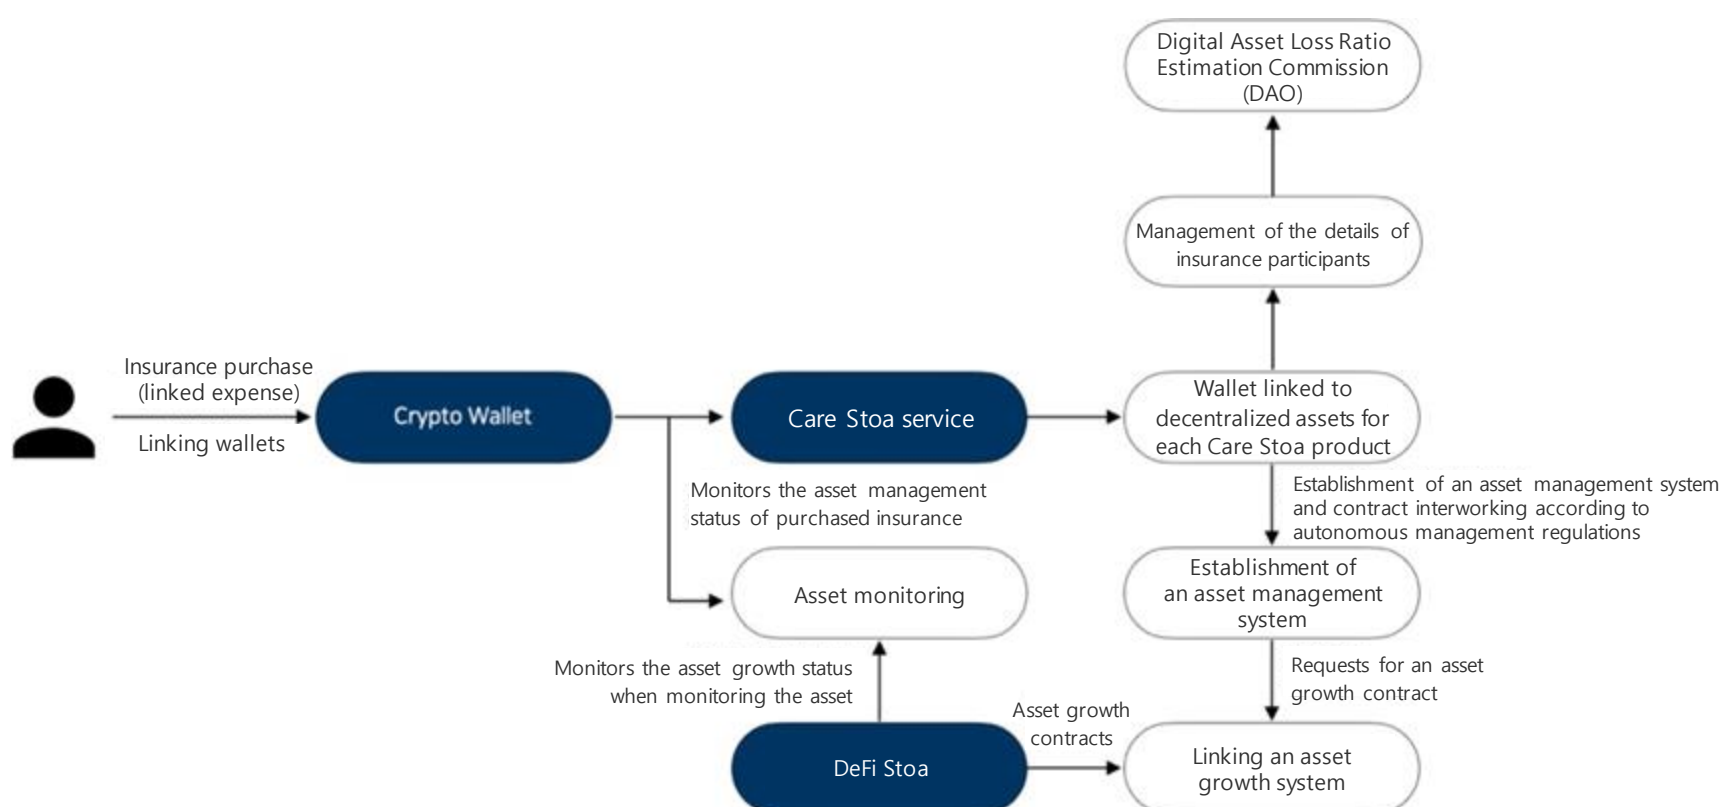 Digital Asset Loss Ratio
Estimation Commission
(DAO)
Management of the details of
insurance participants
Insurance purchase
(linked expense)
Linking wallets
Crypto Wallet
Care Stoa service
Wallet linked to
decentralized assets for
each Care Stoa product
Monitors the asset management
status of purchased insurance
Establishment of an asset management system
and contract interworking according to
autonomous management regulations
Asset monitoring
Establishment of
an asset management
system
Monitors the asset growth status
when monitoring the asset
Requests for an asset
growth contract
Asset growth
contracts
DeFi Stoa
Linking an asset
growth system